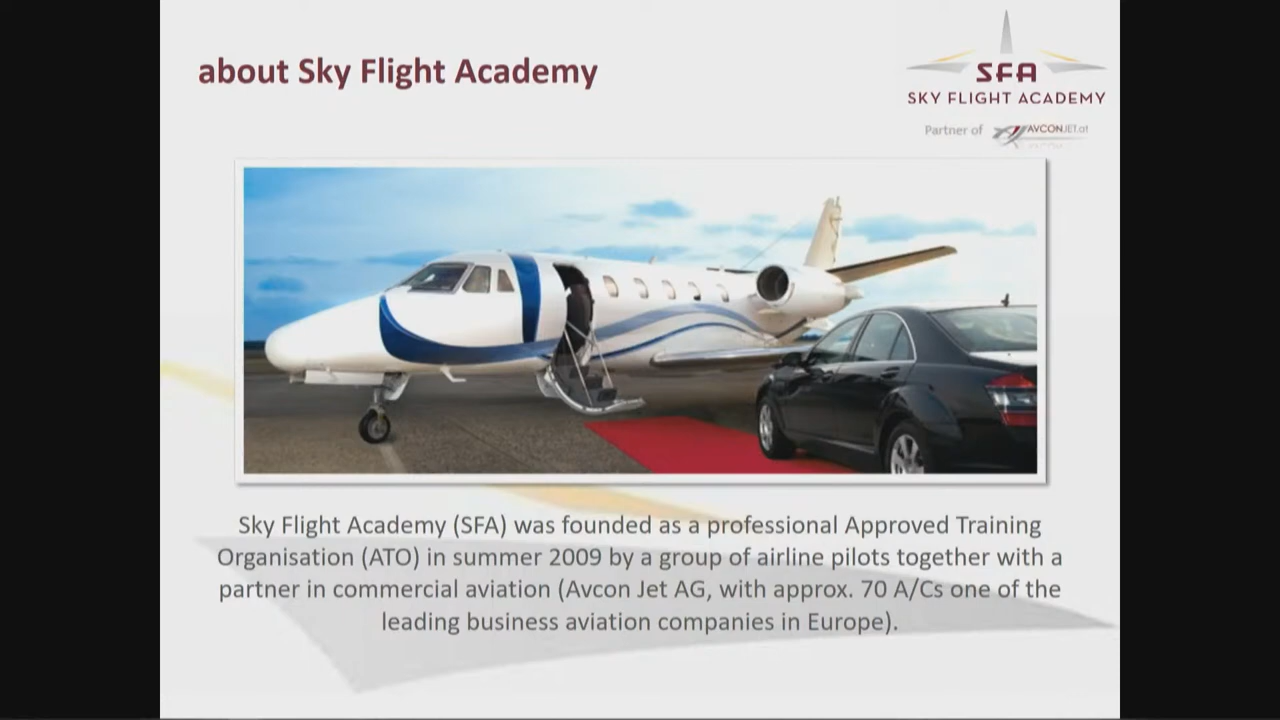 about Sky Flight Academy
SFA
SKY FLIGHT ACADEMY
Partner of AVCONJET.at
Sky Flight Academy (SFA) was founded as a professional Approved Training
Organisation (ATO) in summer 2009 by a group of airline pilots together with a
partner in commercial aviation (Avcon Jet AG, with approx. 70 A/Cs one of the
leading business aviation companies in Europe).